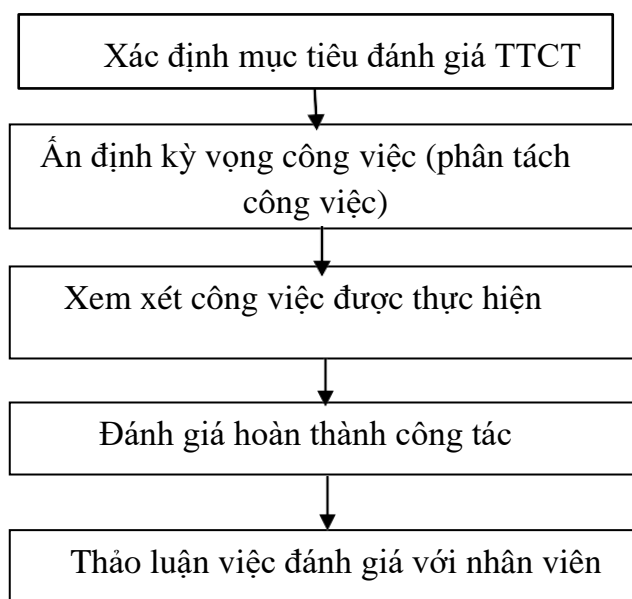 Xác định mục tiêu đánh giá TTCT
Ấn định kỳ vọng công việc (phân tách
công việc)
Xem xét công việc được thực hiện
Đánh giá hoàn thành công tác
Thảo luận việc đánh giá với nhân viên